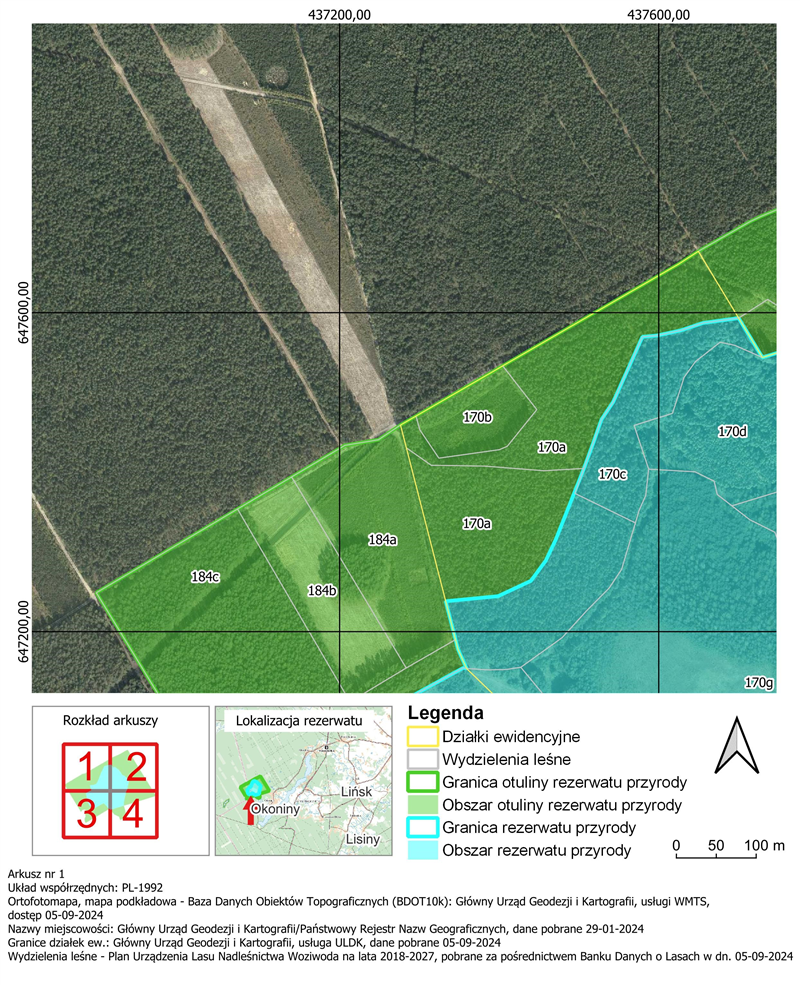 437200,00
437600,00
647600,00
170b
170d
170a
170c
170a
184a
184c
184b
647200,00
170g
Rozkład arkuszy
1 2
3 4
Lokalizacja rezerwatu
Okoniny
Lińsk
Lisiny
Legenda
Działki ewidencyjne
Wydzielenia leśne
Granica otuliny rezerwatu przyrody
Obszar otuliny rezerwatu przyrody
Granica rezerwatu przyrody
Obszar rezerwatu przyrody
0 50 100 m
Arkusz nr 1
Układ współrzędnych: PL-1992
Ortofotomapa, mapa podkładowa - Baza Danych Obiektów Topograficznych (BDOT10k): Główny Urząd Geodezji i Kartografii, usługi WMTS,
dostęp 05-09-2024
Nazwy miejscowości: Główny Urząd Geodezji i Kartografii/Państwowy Rejestr Nazw Geograficznych, dane pobrane 29-01-2024
Granice działek ew.: Główny Urząd Geodezji i Kartografii, usługa ULDK, dane pobrane 05-09-2024
Wydzielenia leśne - Plan Urządzenia Lasu Nadleśnictwa Woziwoda na lata 2018-2027, pobrane za pośrednictwem Banku Danych o Lasach w dn. 05-09-2024